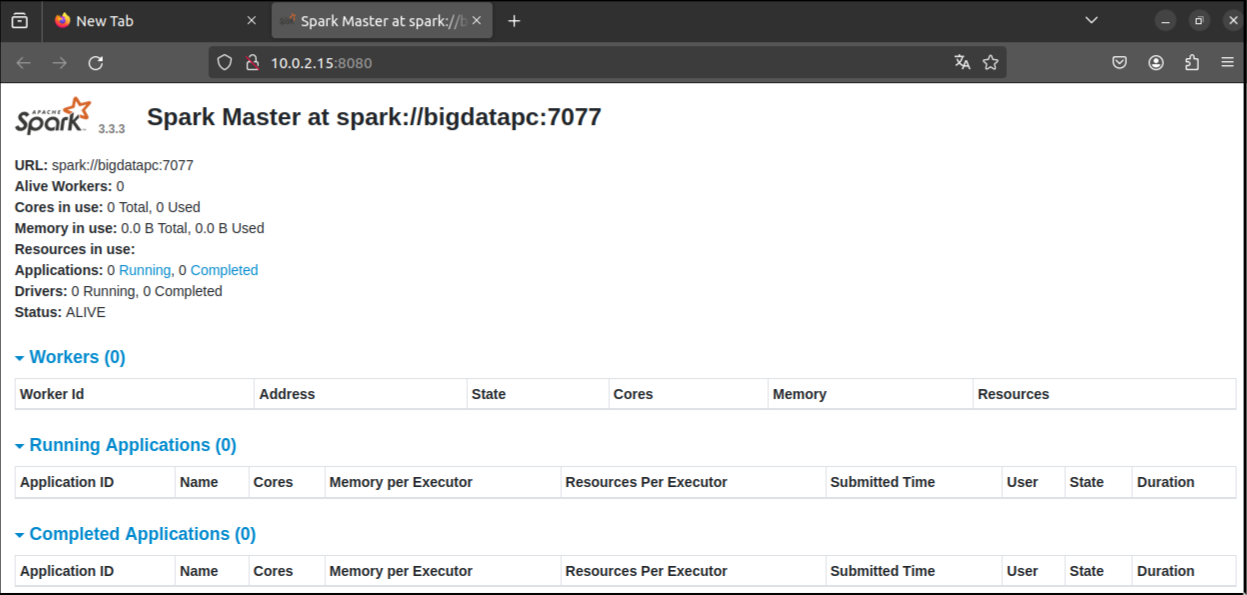 New Tab
Spark Master at spark://b
10.0.2.15:8080
APACHE
Spark 3.3.3
Spark Master at spark://bigdatapc:7077
URL: spark://bigdatapc:7077
Alive Workers: 0
Cores in use: 0 Total, 0 Used
Memory in use: 0.0 B Total, 0.0 B Used
Resources in use:
Applications: 0 Running, 0 Completed
Drivers: 0 Running, 0 Completed
Status: ALIVE
Workers (0)
Worker Id Address State Cores Memory Resources
Running Applications (0)
Application ID Name Cores Memory per Executor Resources Per Executor Submitted Time User State Duration
Completed Applications (0)
Application ID Name Cores Memory per Executor Resources Per Executor Submitted Time User State Duration